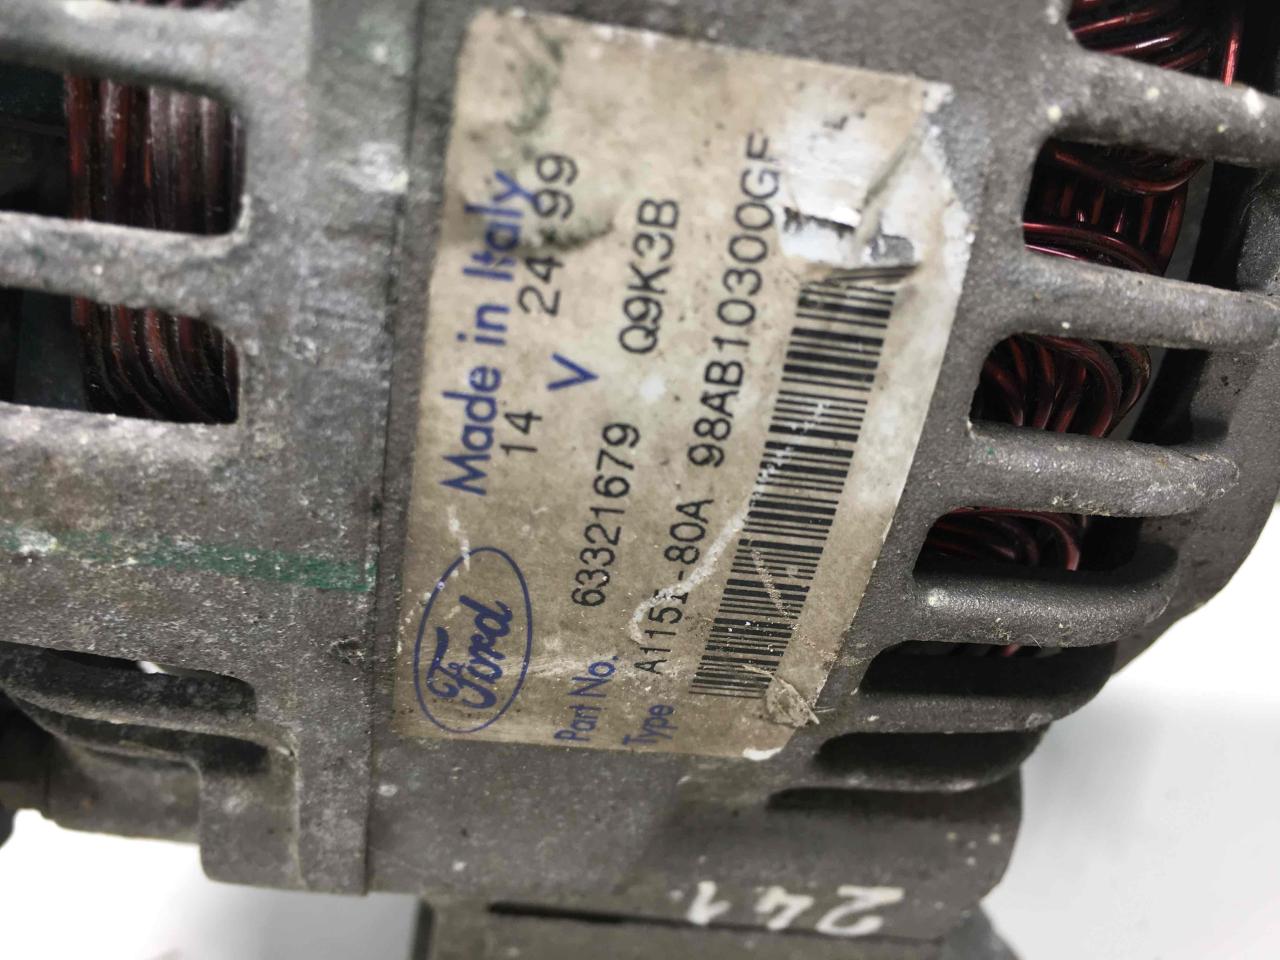 Ford
Made in Italy
14 V 24-99
Part No. 63321679 Q9K3B
Type A115I-80A 98AB10300GF
241